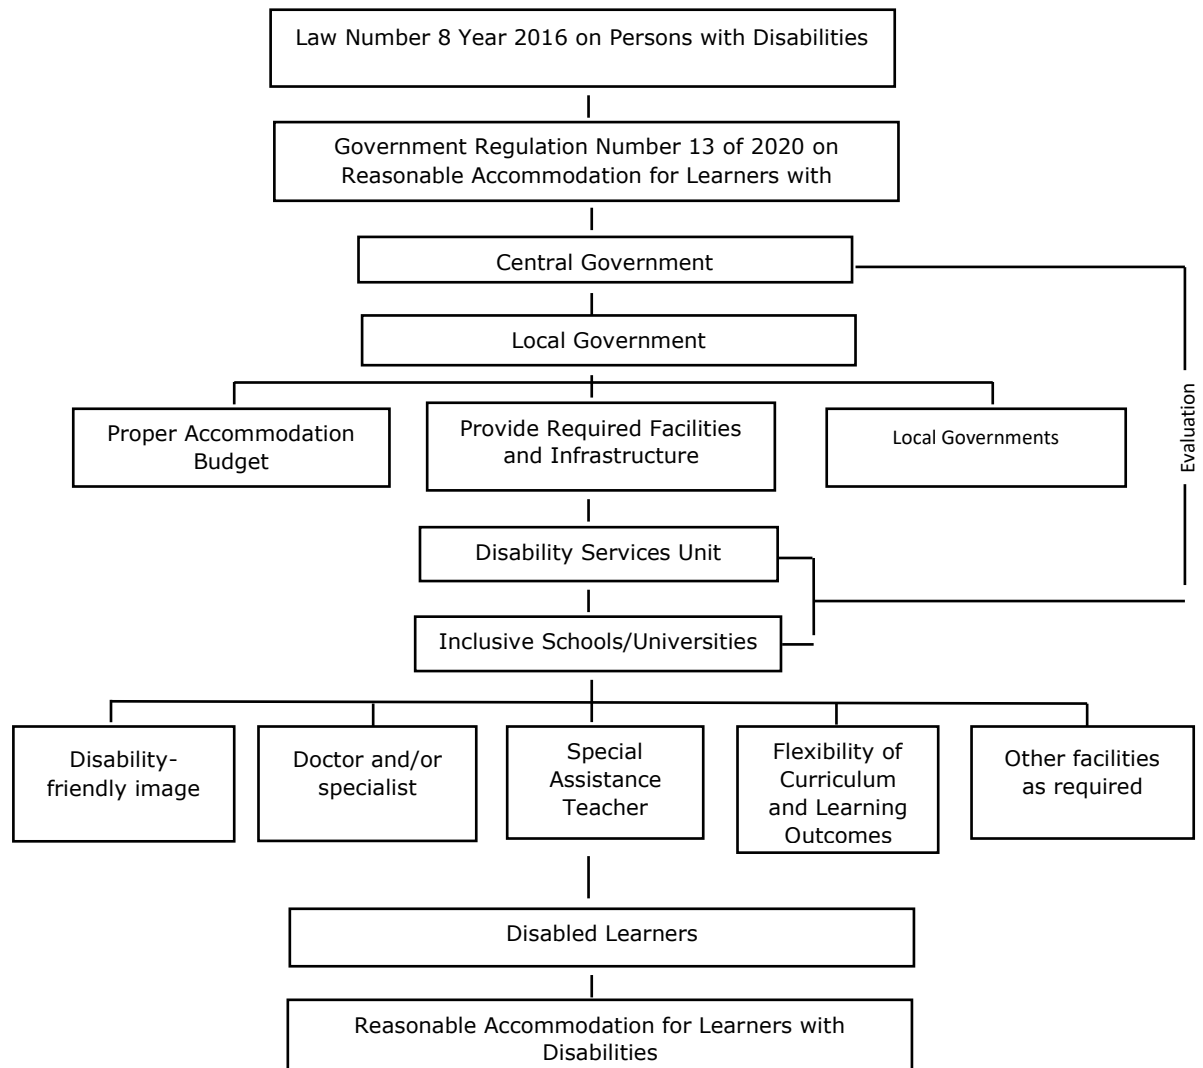 Law Number 8 Year 2016 on Persons with Disabilities
Government Regulation Number 13 of 2020 on
Reasonable Accommodation for Learners with
Central Government
Local Government
Proper Accommodation
Budget
Provide Required Facilities
and Infrastructure
Local Governments
Evaluation
Disability Services Unit
Inclusive Schools/Universities
Disability-
friendly image
Doctor and/or
specialist
Special
Assistance
Teacher
Flexibility of
Curriculum
and Learning
Outcomes
Other facilities
as required
Disabled Learners
Reasonable Accommodation for Learners with
Disabilities